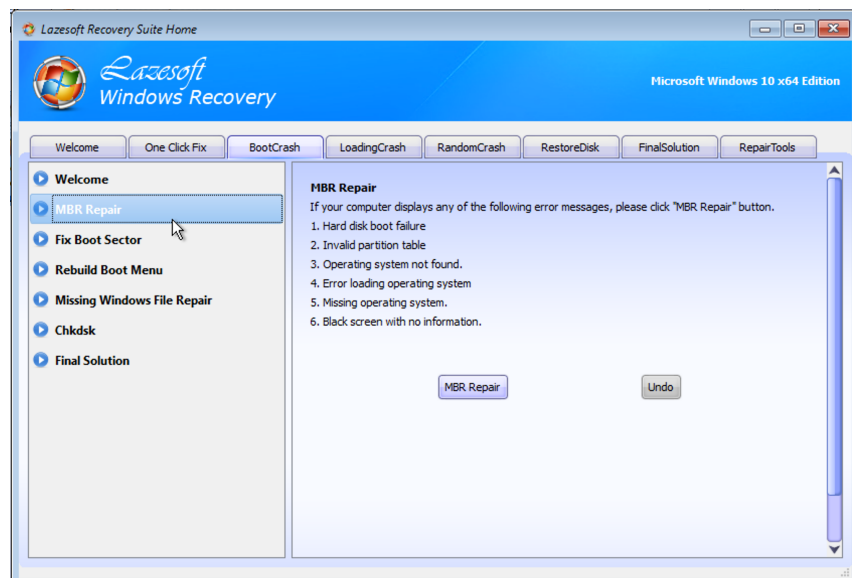 Lazesoft Recovery Suite Home
Lazesoft
Windows Recovery
Microsoft Windows 10 x64 Edition
Welcome One Click Fix BootCrash LoadingCrash RandomCrash RestoreDisk FinalSolution RepairTools
Welcome
MBR Repair
Fix Boot Sector
Rebuild Boot Menu
Missing Windows File Repair
Chkdsk
Final Solution
MBR Repair
If your computer displays any of the following error messages, please click "MBR Repair" button.
1. Hard disk boot failure
2. Invalid partition table
3. Operating system not found.
4. Error loading operating system
5. Missing operating system.
6. Black screen with no information.
MBR Repair Undo